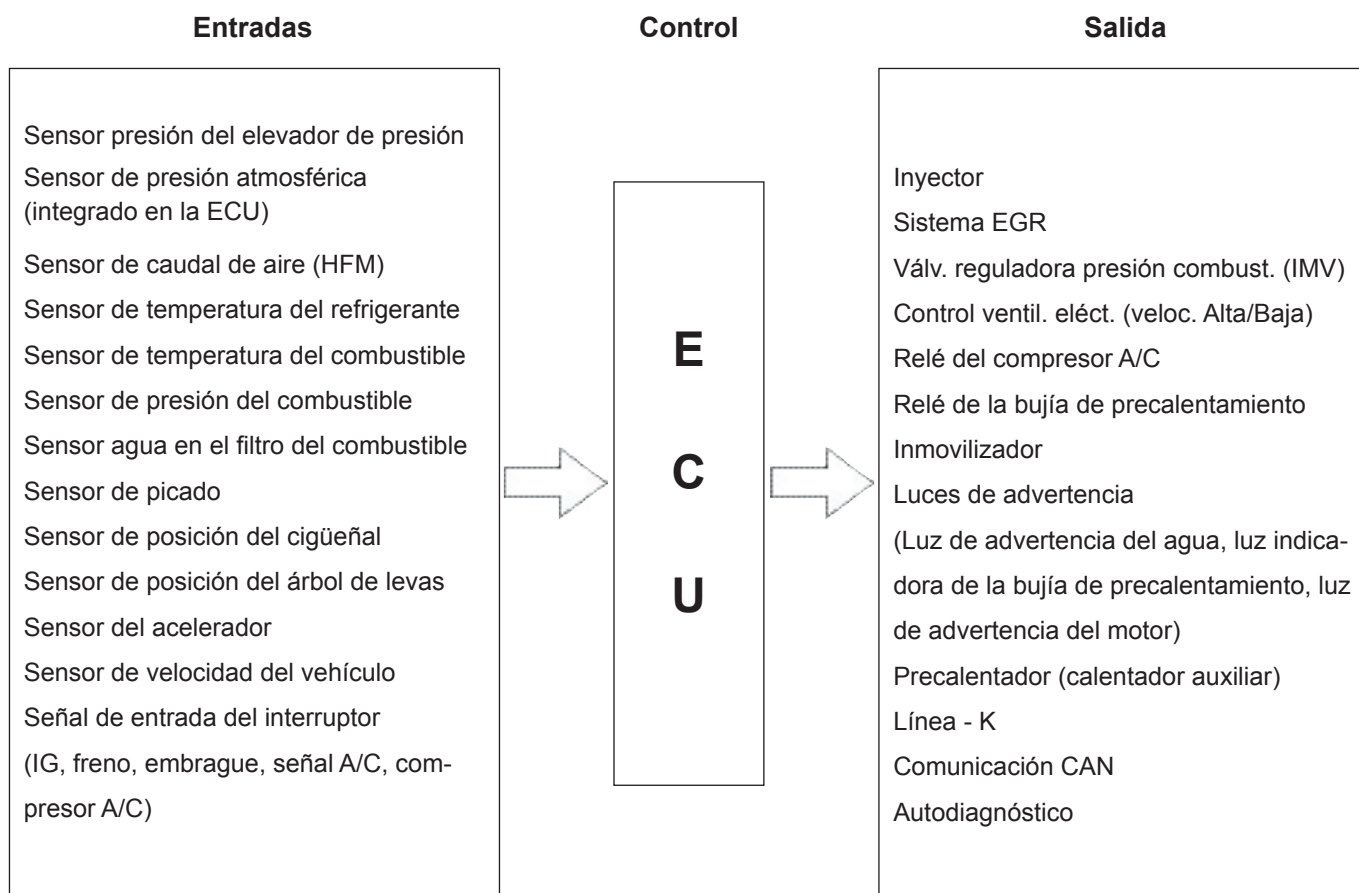 Entradas
Control
Salida
Sensor presión del elevador de presión
Sensor de presión atmosférica
(integrado en la ECU)
Sensor de caudal de aire (HFM)
Sensor de temperatura del refrigerante
Sensor de temperatura del combustible
Sensor de presión del combustible
Sensor agua en el filtro del combustible
Sensor de picado
Sensor de posición del cigüeñal
Sensor de posición del árbol de levas
Sensor del acelerador
Sensor de velocidad del vehículo
Señal de entrada del interruptor
(IG, freno, embrague, señal A/C, com-
presor A/C)
E
C
U
Inyector
Sistema EGR
Válv. reguladora presión combust. (IMV)
Control ventil. eléct. (veloc. Alta/Baja)
Relé del compresor A/C
Relé de la bujía de precalentamiento
Inmovilizador
Luces de advertencia
(Luz de advertencia del agua, luz indica-
dora de la bujía de precalentamiento, luz
de advertencia del motor)
Precalentador (calentador auxiliar)
Línea - K
Comunicación CAN
Autodiagnóstico